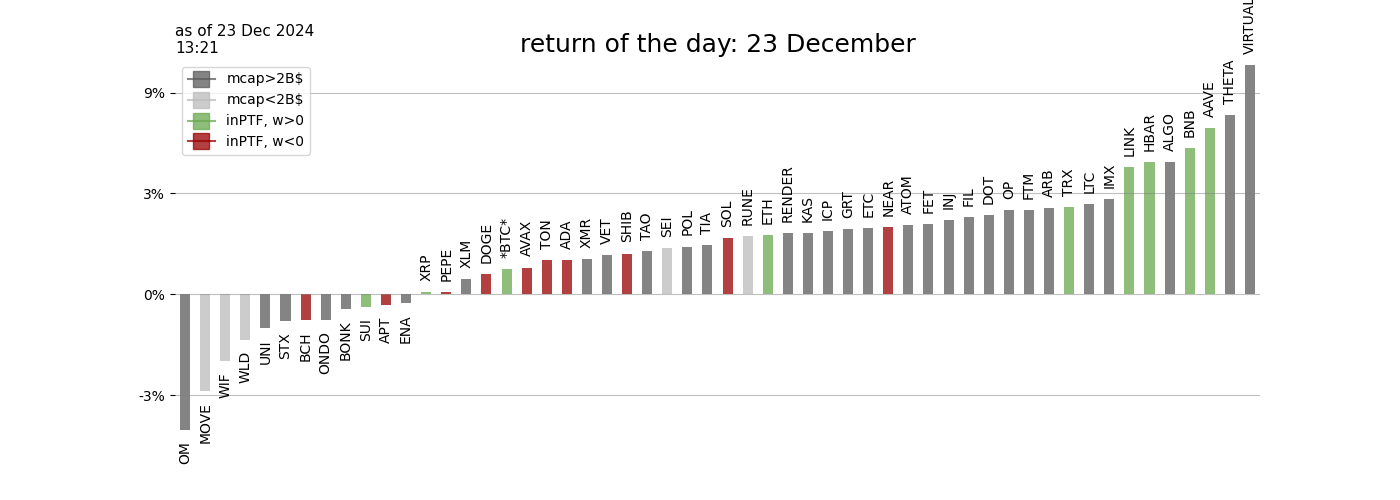 as of 23 Dec 2024
13:21
return of the day: 23 December
mcap>2B$
mcap<2B$
inPTF, w>0
inPTF, w<0
9%
3%
0%
-3%
OM
MOVE
WIF
WLD
UNI
STX
BCH
ONDO
BONK
SUI
APT
ENA
XRP
PEPE
XLM
DOGE
*BTC*
AVAX
TON
ADA
XMR
VET
SHIB
TAO
SEI
POL
TIA
SOL
RUNE
ETH
RENDER
KAS
ICP
GRT
ETC
NEAR
ATOM
FET
INJ
FIL
DOT
OP
FTM
ARB
TRX
LTC
IMX
LINK
HBAR
ALGO
BNB
AAVE
THETA
VIRTUAL